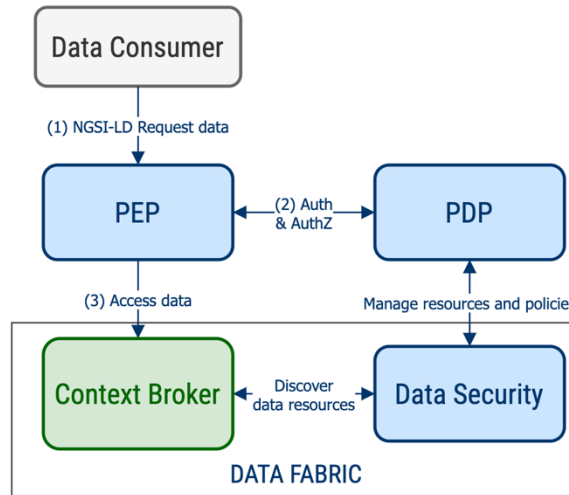 Data Consumer
(1) NGSI-LD Request data
PEP
(2) Auth
& AuthZ
PDP
(3) Access data
Manage resources and policie
Context Broker
Discover
data resources
Data Security
DATA FABRIC